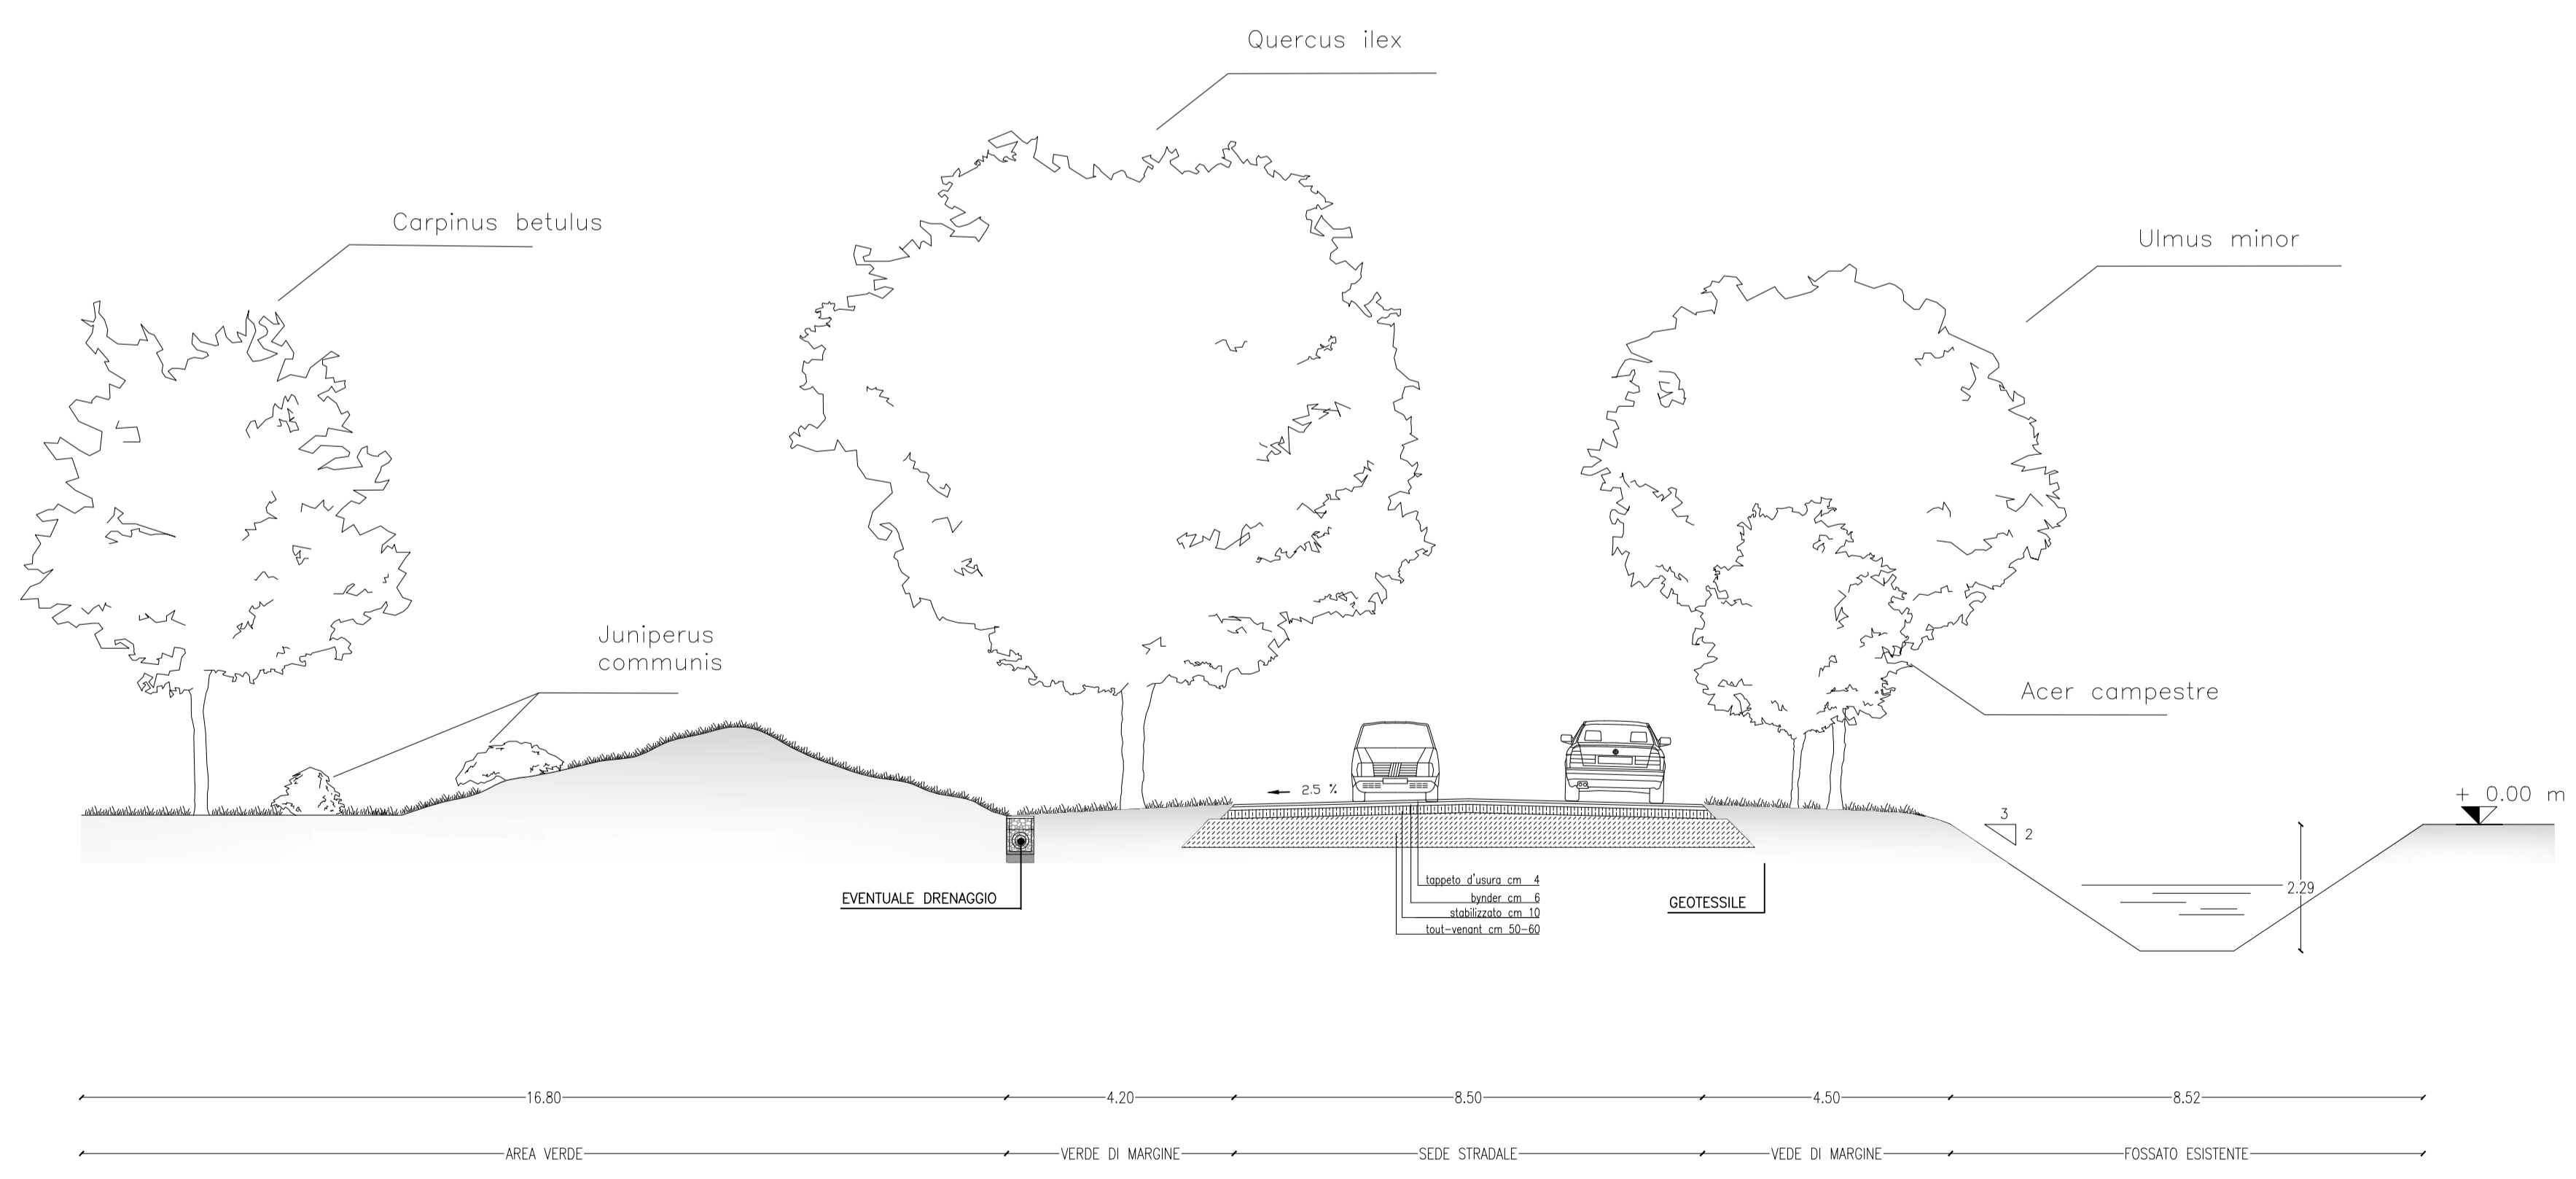 Quercus ilex
Carpinus betulus
Ulmus minor
Juniperus
communis
Acer campestre
2.5 %
+ 0.00 m
3
2
tappeto d'usura cm 4
bynder cm 6
stabilizzato cm 10
tout-venant cm 50-60
EVENTUALE DRENAGGIO
GEOTESSILE
2.29
16.80
4.20
8.50
4.50
8.52
AREA VERDE
VERDE DI MARGINE
SEDE STRADALE
VEDE DI MARGINE
FOSSATO ESISTENTE